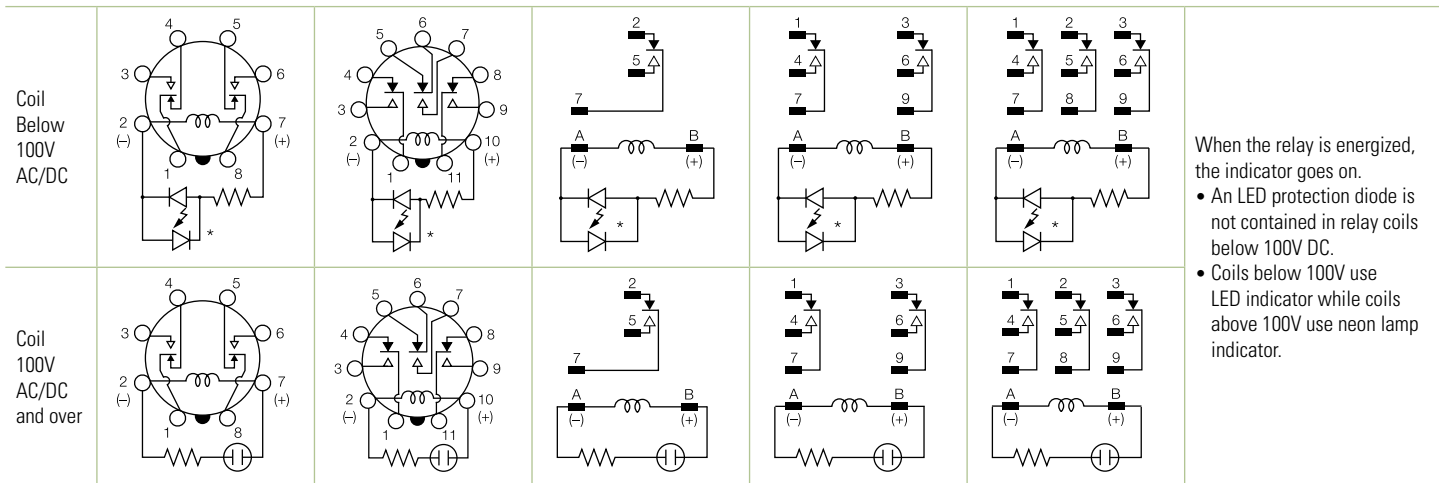 Coil
Below
100V
AC/DC
4 5
3 6
2 7
(–) (+)
1 8
*
6
5 7
4 8
3 9
2 10
(–) (+)
1 11
*
2
5
7
A B
(–) (+)
*
1 3
4 6
7 9
A B
(–) (+)
*
1 2 3
4 5 6
7 8 9
A B
(–) (+)
*
When the relay is energized,
the indicator goes on.
• An LED protection diode is
not contained in relay coils
below 100V DC.
• Coils below 100V use
LED indicator while coils
above 100V use neon lamp
indicator.
Coil
100V
AC/DC
and over
4 5
3 6
2 7
(–) (+)
1 8
6
5 7
4 8
3 9
2 10
(–) (+)
1 11
2
5
7
A B
(–) (+)
1 3
4 6
7 9
A B
(–) (+)
1 2 3
4 5 6
7 8 9
A B
(–) (+)